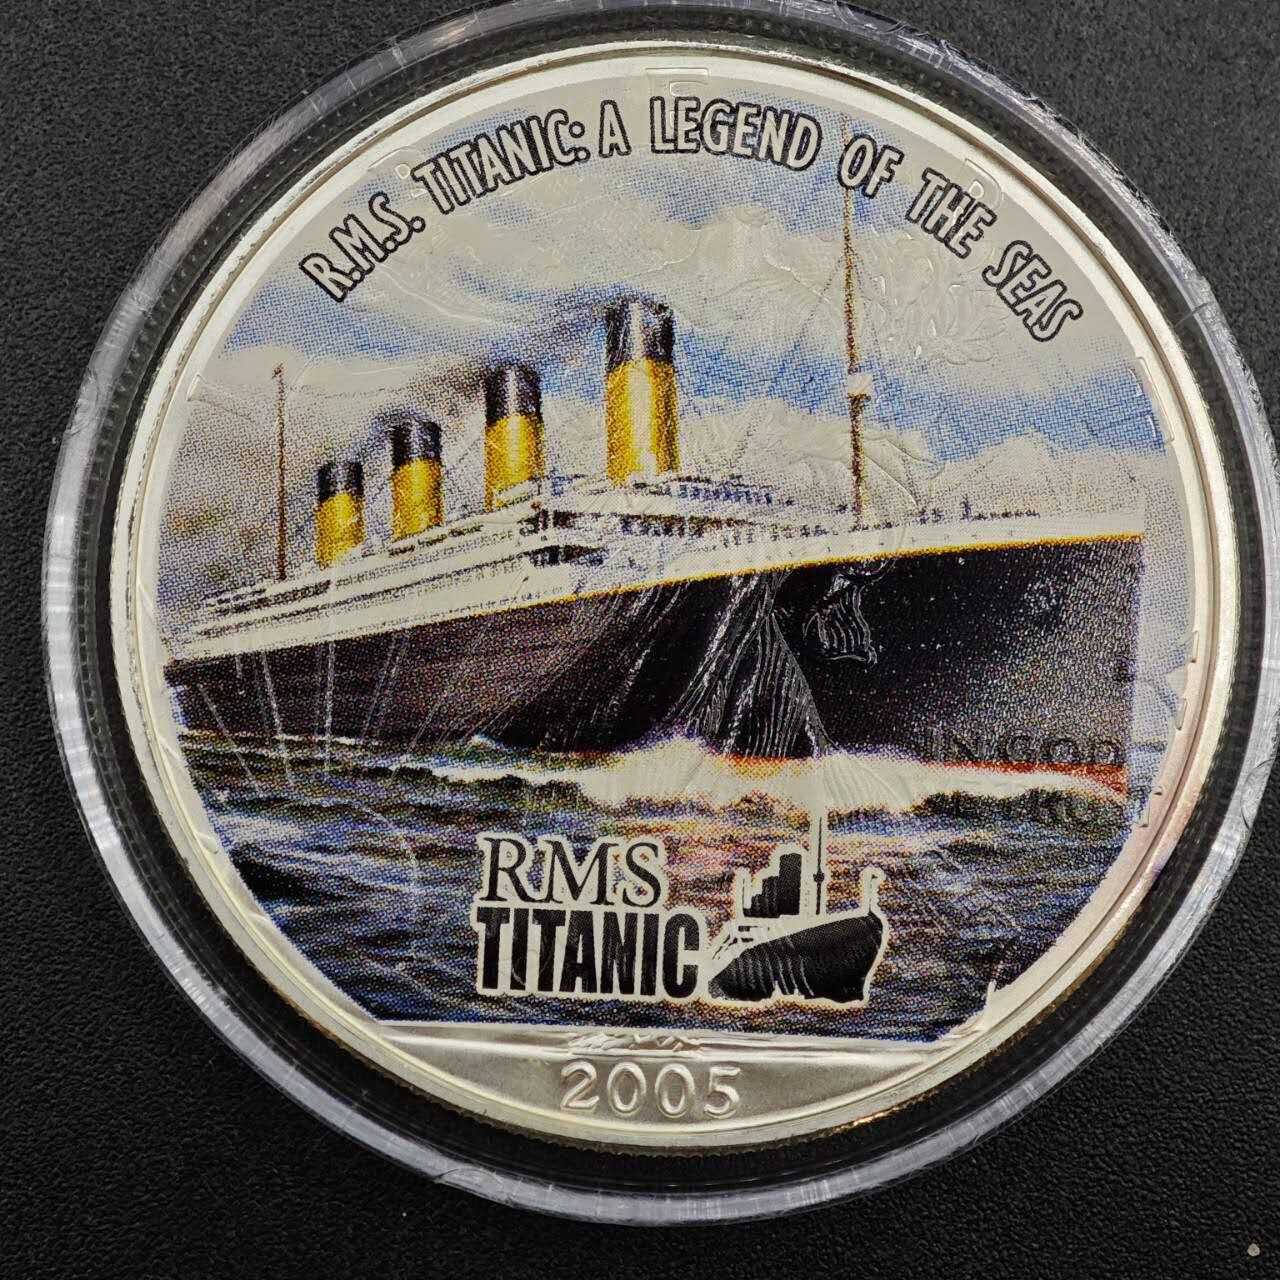 R.M.S. TITANIC: A LEGEND OF THE SEAS
IN GOD
RMS
TITANIC
2005